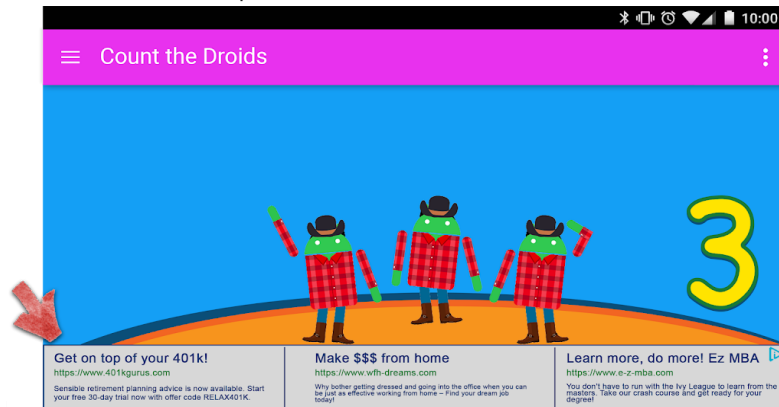 10:00
Count the Droids
3
Get on top of your 401k!
https://www.401kgurus.com
Sensible retirement planning advice is now available. Start
your free 30-day trial now with offer code RELAX401K.
Make $$$ from home
https://www.wfh-dreams.com
Why bother getting dressed and going into the office when you can
be just as effective working from home – Find your dream job
today!
Learn more, do more! Ez MBA
https://www.e-z-mba.com
You don't have to run with the Ivy League to learn from the
masters. Take our crash course and get ready for your
degree!